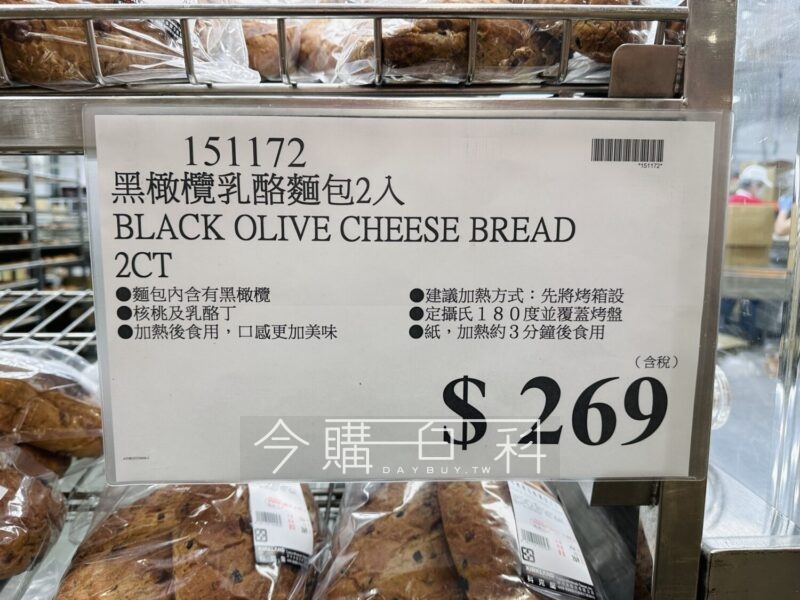 151172
*151172*
黑橄欖乳酪麵包2入
BLACK OLIVE CHEESE BREAD
2CT
●麵包內含有黑橄欖
●核桃及乳酪丁
●加熱後食用，口感更加美味
●建議加熱方式：先將烤箱設
●定攝氏１８０度並覆蓋烤盤
●紙，加熱約３分鐘後食用
（含稅）
$ 269
今購百科
DAYBUY.TW